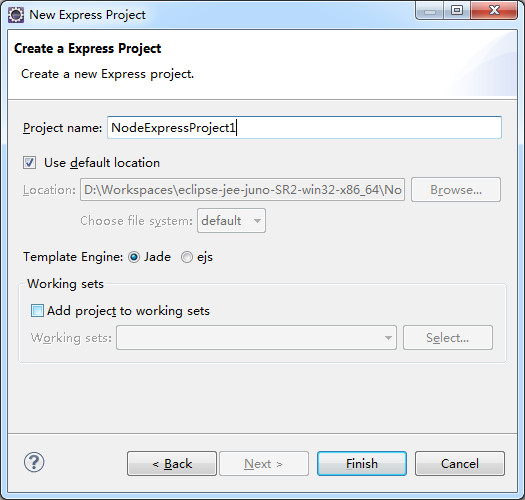 New Express Project
Create a Express Project
Create a new Express project.
Project name: NodeExpressProject1
Use default location
Location: D:\Workspaces\eclipse-jee-juno-SR2-win32-x86_64\No Browse...
Choose file system: default
Template Engine: Jade ejs
Working sets
Add project to working sets
Working sets: Select...
? < Back Next > Finish Cancel